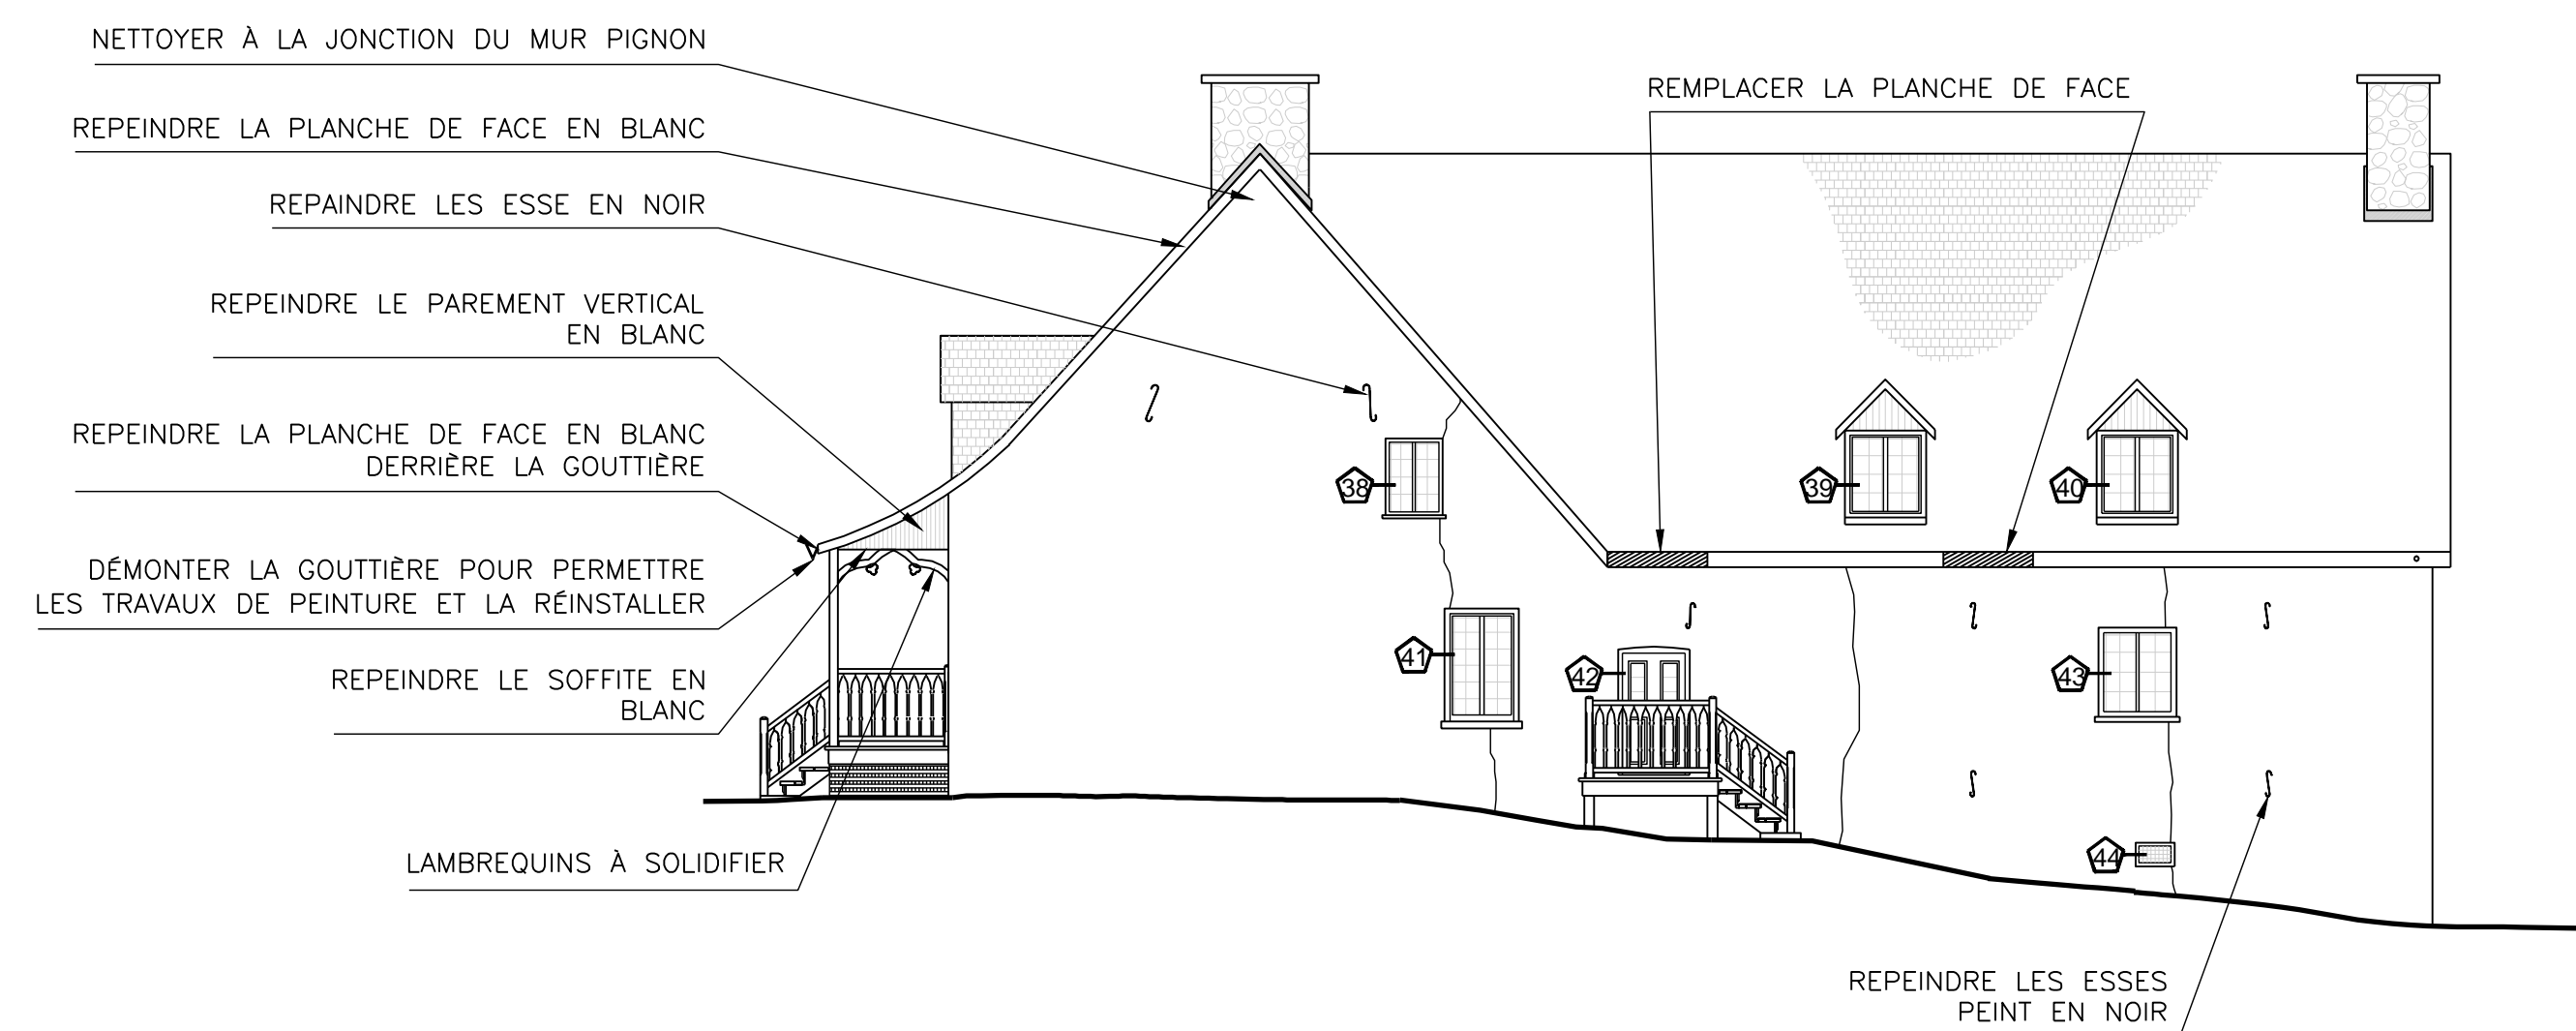 NETTOYER À LA JONCTION DU MUR PIGNON
REPEINDRE LA PLANCHE DE FACE EN BLANC
REPAINDRE LES ESSE EN NOIR
REPEINDRE LE PAREMENT VERTICAL
EN BLANC
REPEINDRE LA PLANCHE DE FACE EN BLANC
DERRIÈRE LA GOUTTIÈRE
DÉMONTER LA GOUTTIÈRE POUR PERMETTRE
LES TRAVAUX DE PEINTURE ET LA RÉINSTALLER
REPEINDRE LE SOFFITE EN
BLANC
LAMBREQUINS À SOLIDIFIER
REMPLACER LA PLANCHE DE FACE
38
39
40
41
42
43
44
REPEINDRE LES ESSES
PEINT EN NOIR